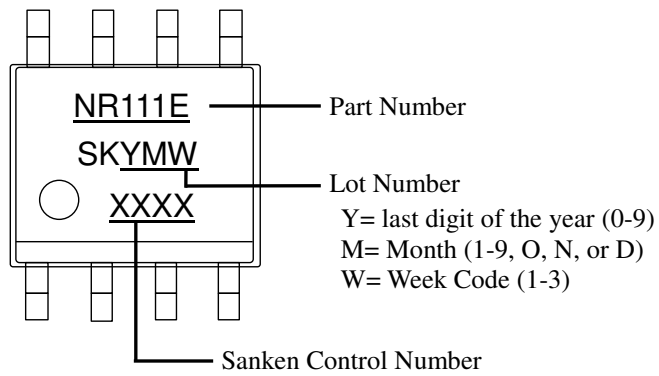 NR111E
Part Number
SKYMW
Lot Number
XXXX
Y= last digit of the year (0-9)
M= Month (1-9, O, N, or D)
W= Week Code (1-3)
Sanken Control Number